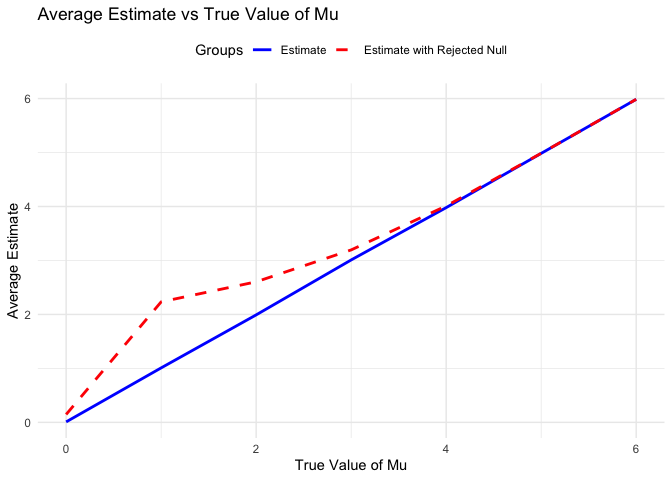 Average Estimate vs True Value of Mu
Groups Estimate Estimate with Rejected Null
6
4
2
0
Average Estimate
0 2 4 6
True Value of Mu